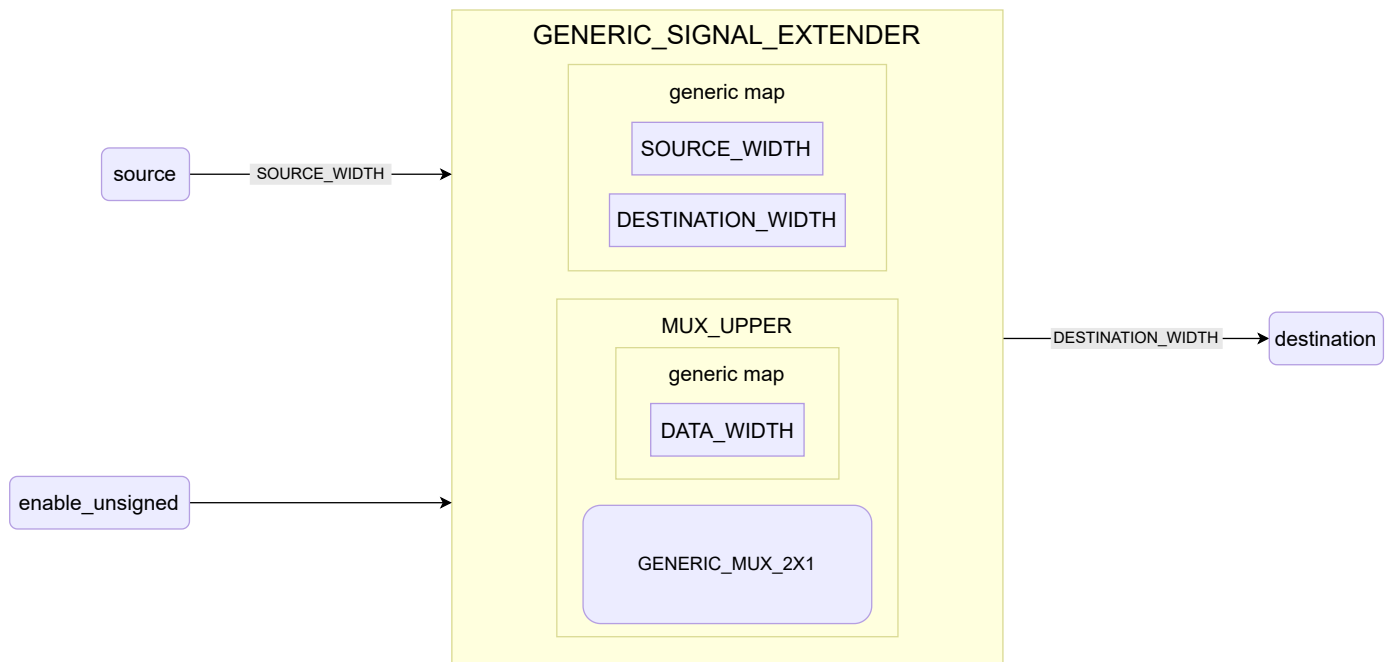 GENERIC_SIGNAL_EXTENDER
generic map
SOURCE_WIDTH
source
SOURCE_WIDTH
DESTINATION_WIDTH
MUX_UPPER
DESTINATION_WIDTH
destination
generic map
DATA_WIDTH
enable_unsigned
GENERIC_MUX_2X1